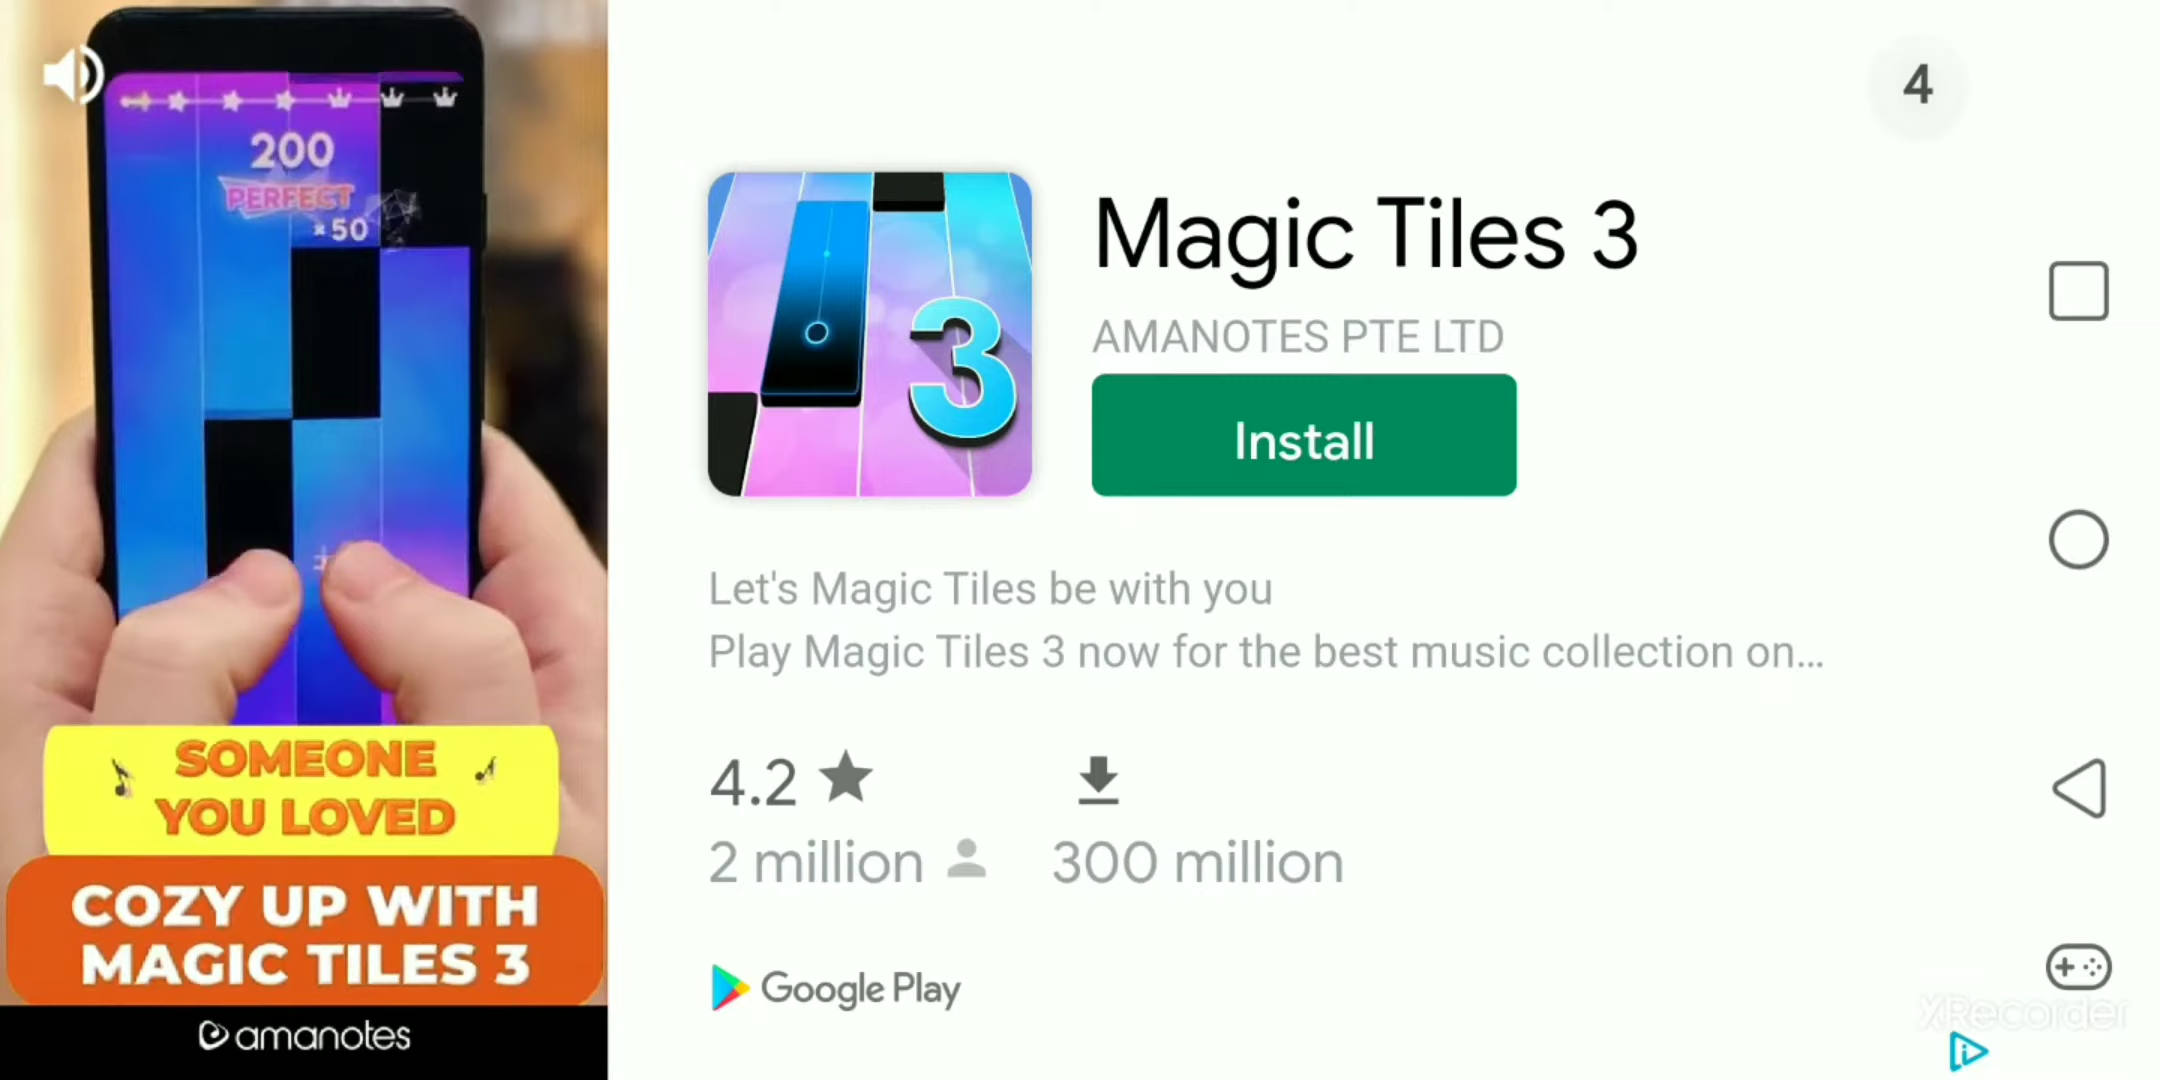 200
PERFECT
×50
SOMEONE
YOU LOVED
COZY UP WITH
MAGIC TILES 3
amanotes
4
3
Magic Tiles 3
AMANOTES PTE LTD
Install
Let's Magic Tiles be with you
Play Magic Tiles 3 now for the best music collection on...
4.2
2 million
300 million
Google Play
XRecorder